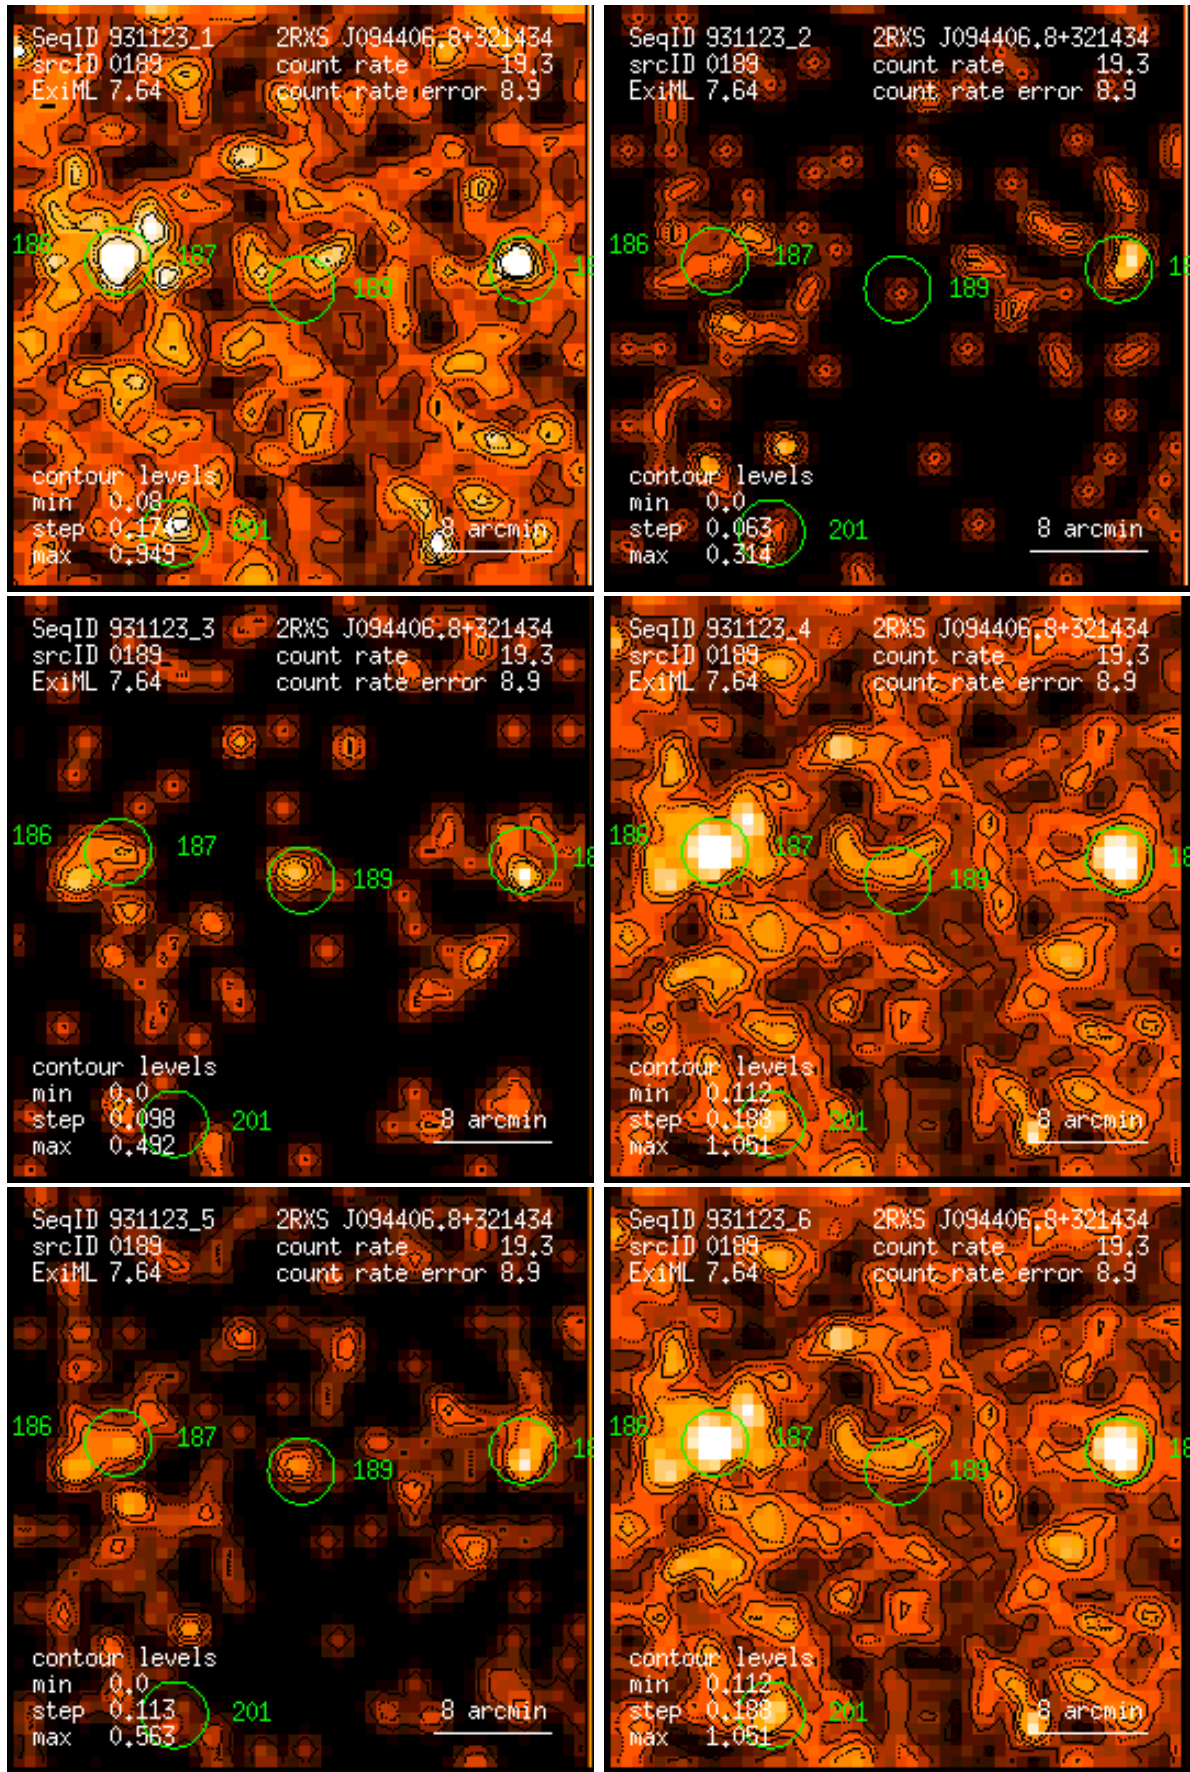 SeqID 931123_1 2RXS J094406.8+321434
srcID 0189 count rate 19.3
ExiML 7.64 count rate error 8.9
186 187 189
contour levels
min 0.08
step
max 0.949
201
8 arcmin
SeqID 931123_2 2RXS J094406.8+321434
srcID 0189 count rate 19.3
ExiML 7.64 count rate error 8.9
186 187 189
contour levels
min 0.0
step 0.063
max 0.314
201
8 arcmin
SeqID 931123_3 2RXS J094406.8+321434
srcID 0189 count rate 19.3
ExiML 7.64 count rate error 8.9
186 187 189
contour levels
min 0.0
step 0.098
max 0.492
201
8 arcmin
SeqID 931123_4 2RXS J094406.8+321434
srcID 0189 count rate 19.3
ExiML 7.64 count rate error 8.9
186 187 189
contour levels
min 0.112
step 0.188
max 1.051
201
8 arcmin
SeqID 931123_5 2RXS J094406.8+321434
srcID 0189 count rate 19.3
ExiML 7.64 count rate error 8.9
186 187 189
contour levels
min 0.0
step 0.113
max 0.563
201
8 arcmin
SeqID 931123_6 2RXS J094406.8+321434
srcID 0189 count rate 19.3
ExiML 7.64 count rate error 8.9
186 187 189
contour levels
min 0.112
step 0.188
max 1.051
201
8 arcmin